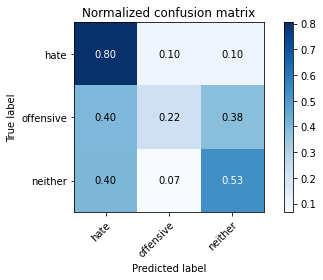 Normalized confusion matrix
True label
hate 0.80 0.10 0.10
offensive 0.40 0.22 0.38
neither 0.40 0.07 0.53
hate offensive neither
Predicted label
0.8
0.7
0.6
0.5
0.4
0.3
0.2
0.1